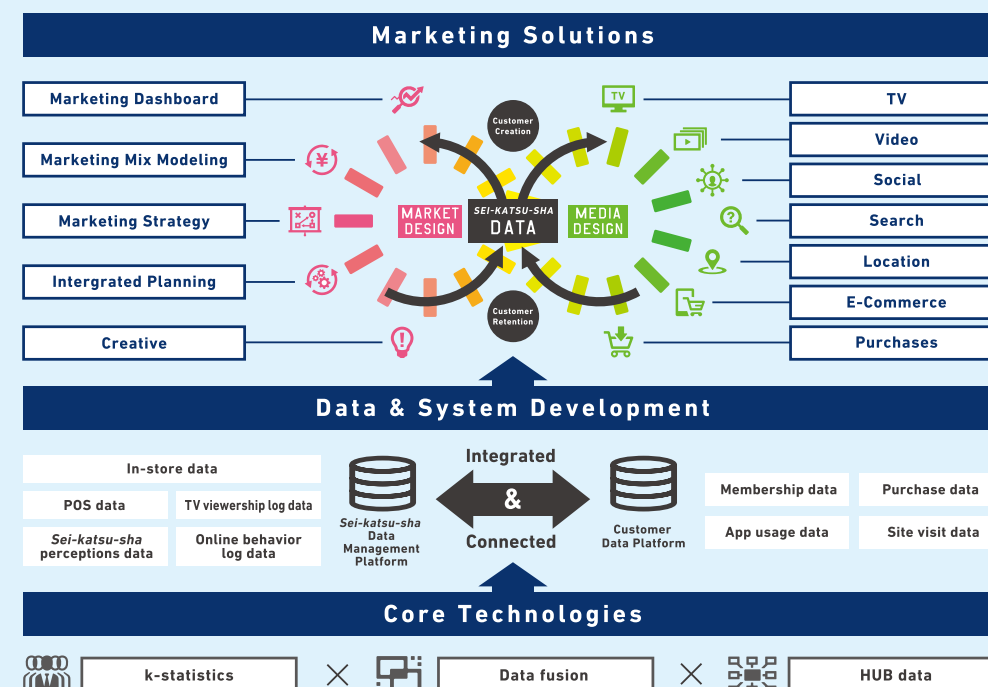 Marketing Solutions
Marketing Dashboard
Marketing Mix Modeling
Marketing Strategy
Intergrated Planning
Creative
¥
TV
Customer
Creation
MARKET
DESIGN
SEI-KATSU-SHA
DATA
MEDIA
DESIGN
Customer
Retention
TV
Video
Social
Search
Location
E-Commerce
Purchases
Data & System Development
In-store data
POS data
TV viewership log data
Sei-katsu-sha
perceptions data
Online behavior
log data
Sei-katsu-sha
Data
Management
Platform
Integrated
&
Connected
Customer
Data Platform
Membership data
Purchase data
App usage data
Site visit data
Core Technologies
k-statistics
Data fusion
HUB data